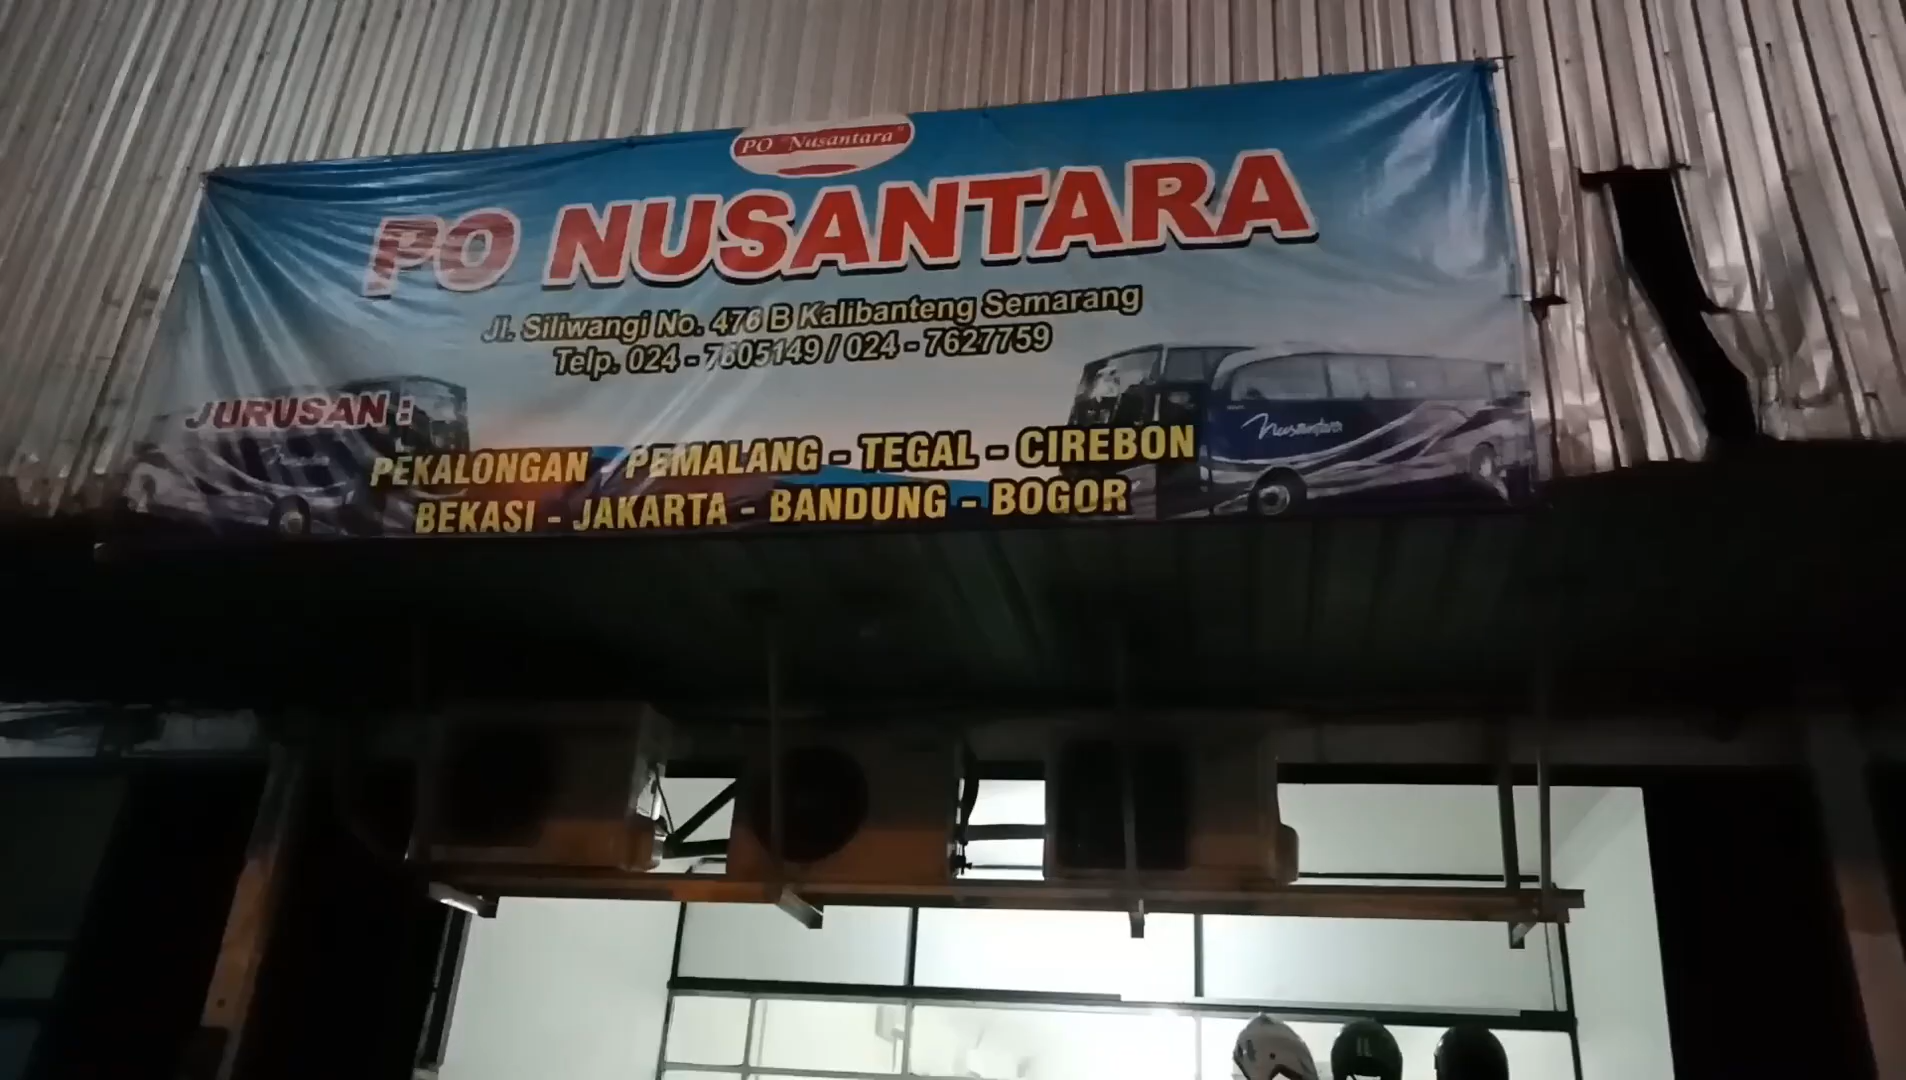 PO "Nusantara"
PO NUSANTARA
Jl. Siliwangi No. 476 B Kalibanteng Semarang
Telp. 024 - 7605149 / 024 - 7627759
JURUSAN :
PEKALONGAN - PEMALANG - TEGAL - CIREBON
BEKASI - JAKARTA - BANDUNG - BOGOR
Nusantara